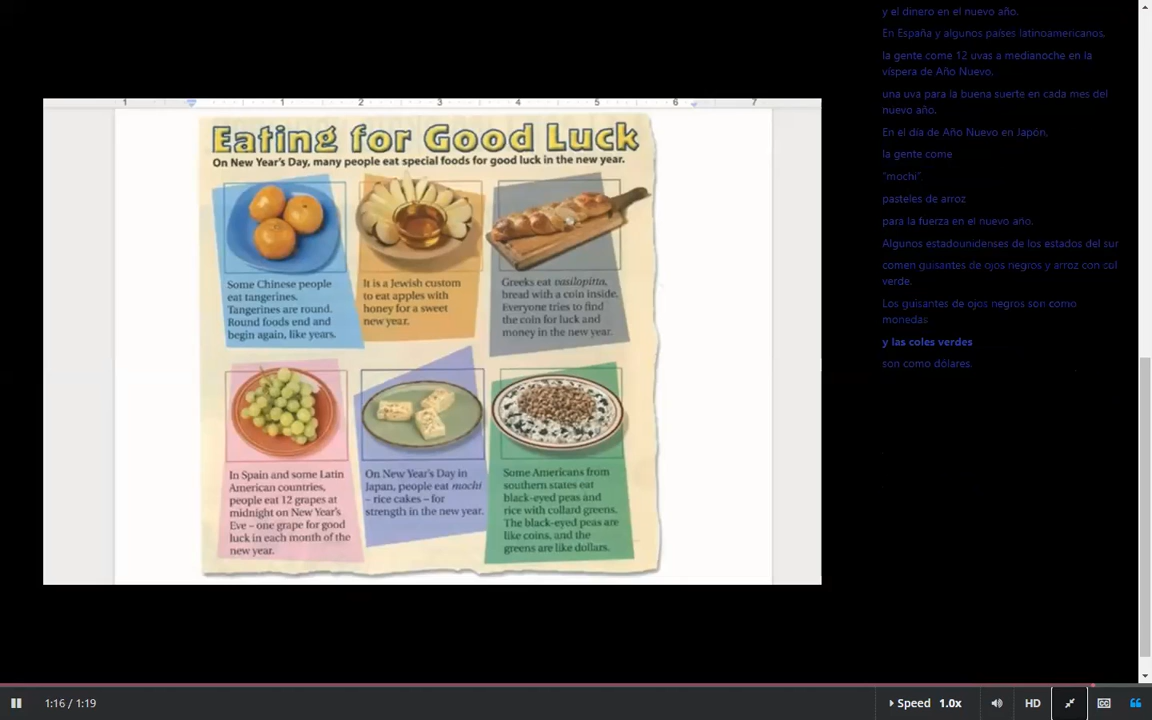 1 1 2 3 4 5 6 7
Eating for Good Luck
On New Year's Day, many people eat special foods for good luck in the new year.
Some Chinese people
eat tangerines.
Tangerines are round.
Round foods end and
begin again, like years.
It is a Jewish custom
to eat apples with
honey for a sweet
new year.
Greeks eat vasilopitta,
bread with a coin inside.
Everyone tries to find
the coin for luck and
money in the new year.
In Spain and some Latin
American countries,
people eat 12 grapes at
midnight on New Year's
Eve – one grape for good
luck in each month of the
new year.
On New Year's Day in
Japan, people eat mochi
– rice cakes – for
strength in the new year.
Some Americans from
southern states eat
black-eyed peas and
rice with collard greens.
The black-eyed peas are
like coins, and the
greens are like dollars.
y el dinero en el nuevo año.
En España y algunos países latinoamericanos,
la gente come 12 uvas a medianoche en la
víspera de Año Nuevo.
una uva para la buena suerte en cada mes del
nuevo año.
En el día de Año Nuevo en Japón,
la gente come
"mochi".
pasteles de arroz
para la fuerza en el nuevo año.
Algunos estadounidenses de los estados del sur
comen guisantes de ojos negros y arroz con col
verde.
Los guisantes de ojos negros son como
monedas
y las coles verdes
son como dólares.
1:16 / 1:19
Speed 1.0x
HD
CC